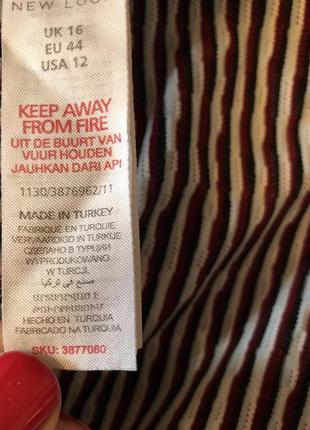 NEW LOOK
UK 16
EU 44
USA 12
KEEP AWAY
FROM FIRE
UIT DE BUURT VAN
VUUR HOUDEN
JAUHKAN DARI API
1130/3876962/11
MADE IN TURKEY
FABRIQUÉ EN TURQUIE
VERVAARDIGD IN TURKIJE
СДЕЛАНО В ТУРЦИИ
WYPRODUKOWANO
W TURCJI
صنع في تركيا
HECHO EN TURQUIA
FABRICADO NA TURQUIA
SKU: 3877080